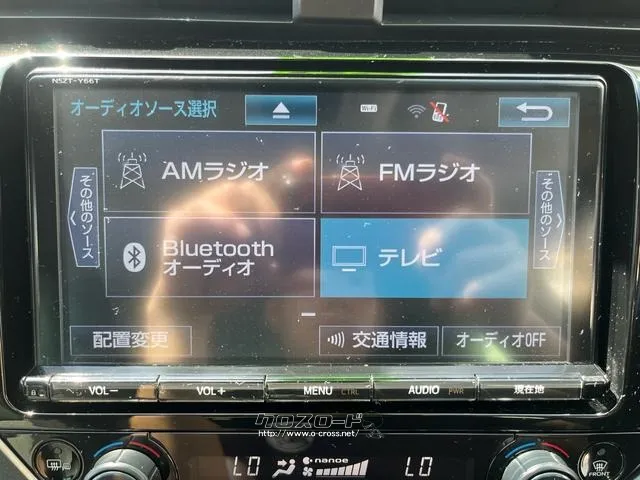 NSZT-Y66T
オーディオソース選択
Wi-Fi
AMラジオ
FMラジオ
その他のソース
その他のソース
Bluetooth
オーディオ
テレビ
配置変更
交通情報
オーディオOFF
VOL−
VOL+
MENU CTRL
AUDIO PWR
現在地
クロスロード
http://www.o-cross.net/
LO
nanoe
LO
FRONT